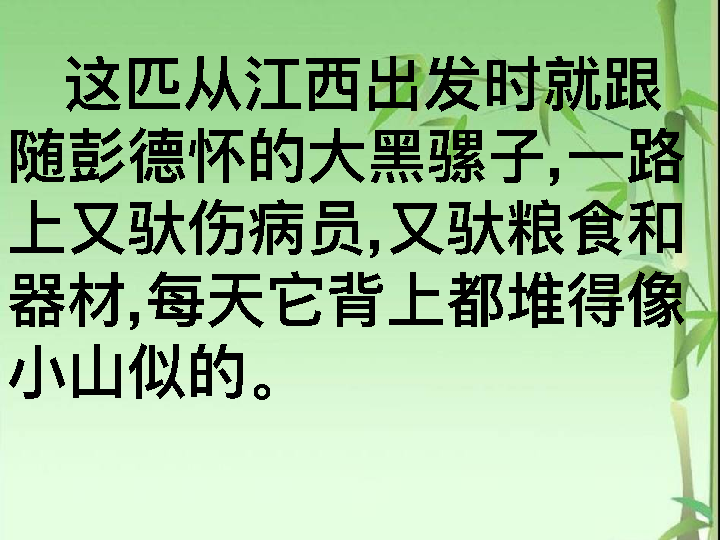 这匹从江西出发时就跟
随彭德怀的大黑骡子,一路
上又驮伤病员,又驮粮食和
器材,每天它背上都堆得像
小山似的。